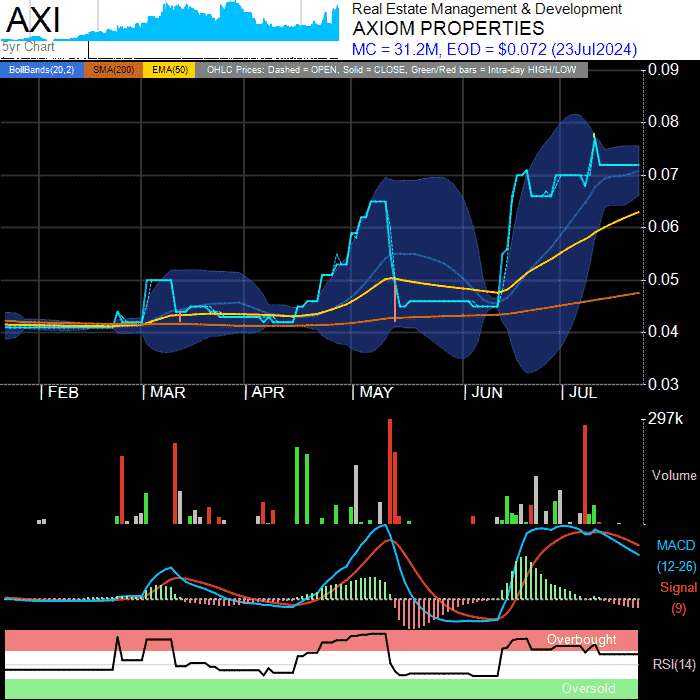 AXI
5yr Chart
Real Estate Management & Development
AXIOM PROPERTIES
MC = 31.2M, EOD = $0.072 (23Jul2024)
BollBands(20,2) SMA(200) EMA(50) OHLC Prices: Dashed = OPEN, Solid = CLOSE, Green/Red bars = Intra-day HIGH/LOW
0.09
0.08
0.07
0.06
0.05
0.04
0.03
FEB MAR APR MAY JUN JUL
297k
Volume
MACD
(12-26)
Signal
(9)
Overbought
RSI(14)
Oversold